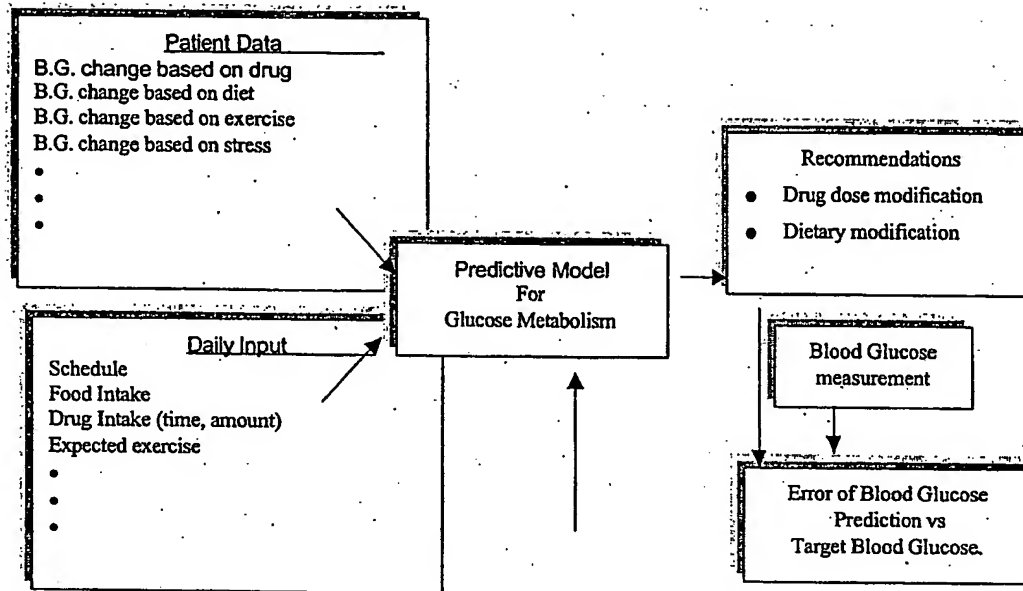 Patient Data
B.G. change based on drug
B.G. change based on diet
B.G. change based on exercise
B.G. change based on stress
•
•
•
Daily Input
Schedule
Food Intake
Drug Intake (time, amount)
Expected exercise
•
•
•
Predictive Model
For
Glucose Metabolism
Recommendations
• Drug dose modification
• Dietary modification
Blood Glucose
measurement
Error of Blood Glucose
Prediction vs
Target Blood Glucose.